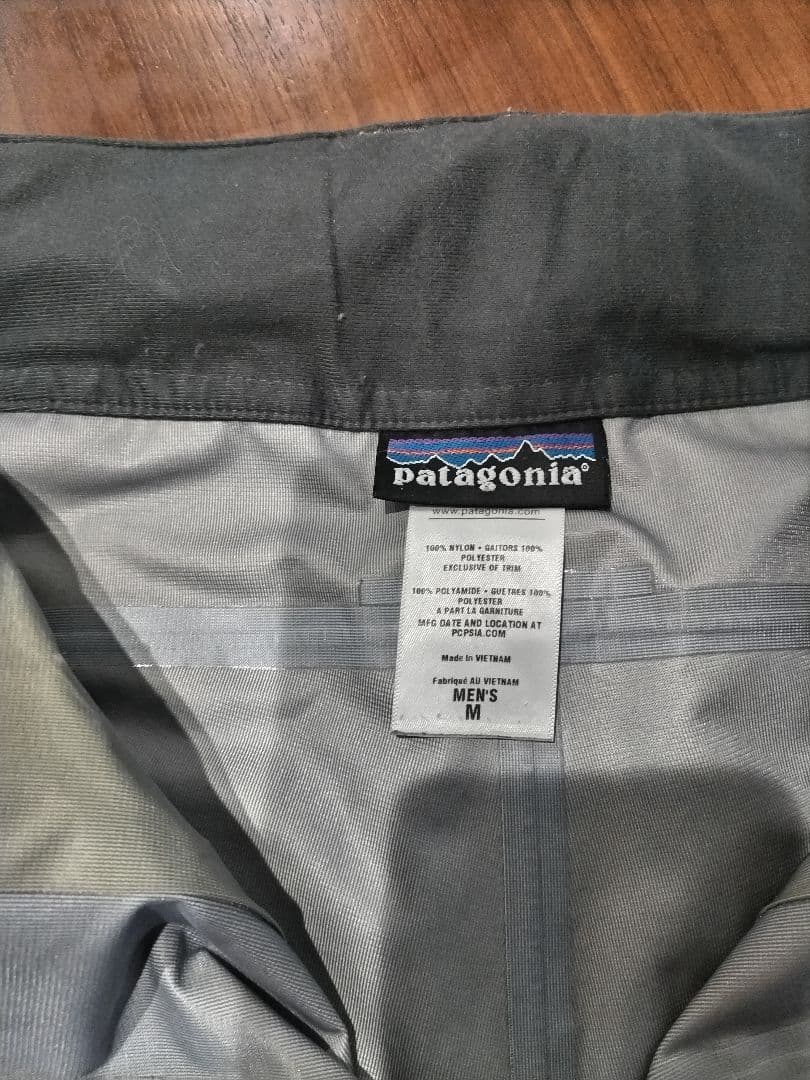 patagonia®
www.patagonia.com
100% NYLON • GAITORS 100%
POLYESTER
EXCLUSIVE OF TRIM
100% POLYAMIDE • GUETRES 100%
POLYESTER
A PART LA GARNITURE
MFG DATE AND LOCATION AT
PCPSIA.COM
Made in VIETNAM
Fabriqué AU VIETNAM
MEN'S
M